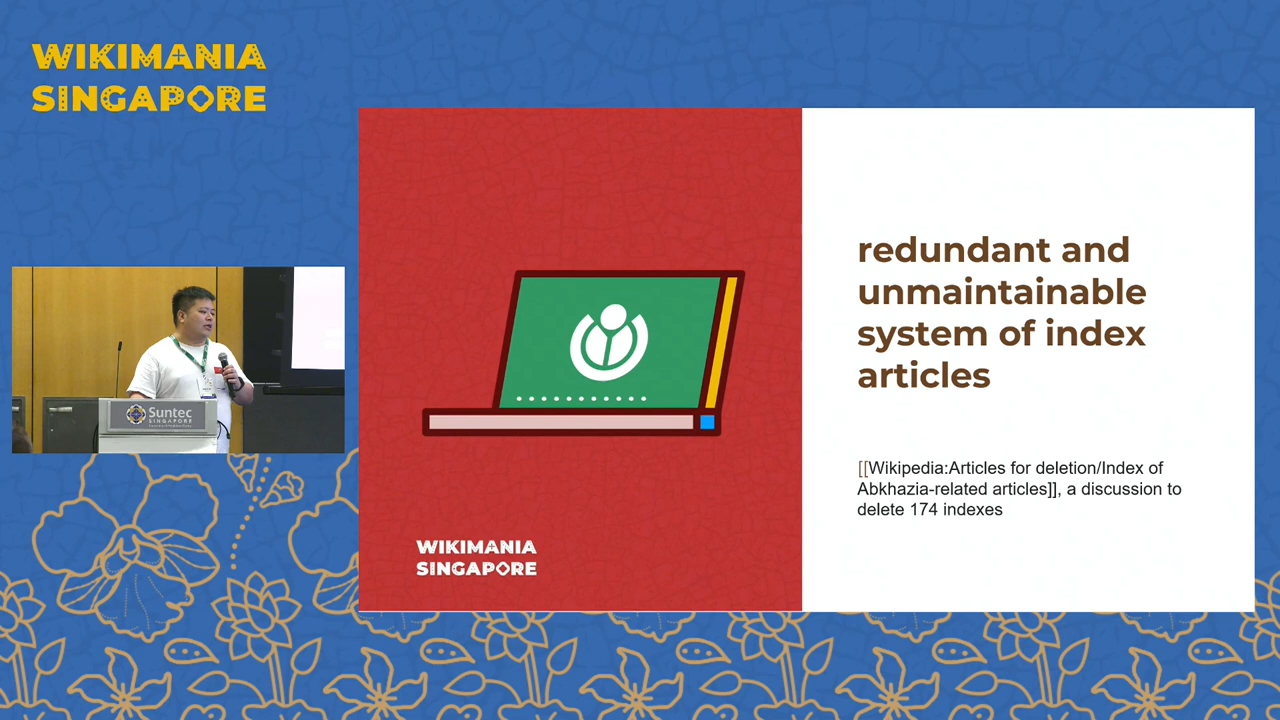 WIKIMANIA
SINGAPORE
redundant and
unmaintainable
system of index
articles
[[Wikipedia:Articles for deletion/Index of
Abkhazia-related articles]], a discussion to
delete 174 indexes
Suntec
SINGAPORE
WIKIMANIA
SINGAPORE